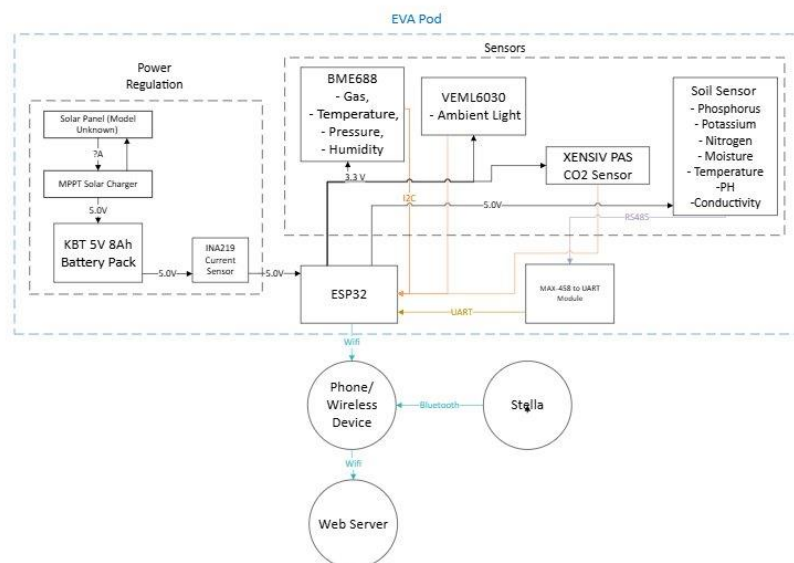 EVA Pod
Power
Regulation
Solar Panel (Model
Unknown)
?A
MPPT Solar Charger
5.0V
KBT 5V 8Ah
Battery Pack
5.0V
INA219
Current
Sensor
5.0V
Sensors
BME688
- Gas,
- Temperature,
- Pressure,
- Humidity
VEML6030
- Ambient Light
XENSIV PAS
CO2 Sensor
Soil Sensor
- Phosphorus
- Potassium
- Nitrogen
- Moisture
- Temperature
-PH
-Conductivity
3.3 V
I2C
5.0V
RS485
ESP32
MAX-458 to UART
Module
UART
Wifi
Phone/
Wireless
Device
Bluetooth
Stella
Wifi
Web Server